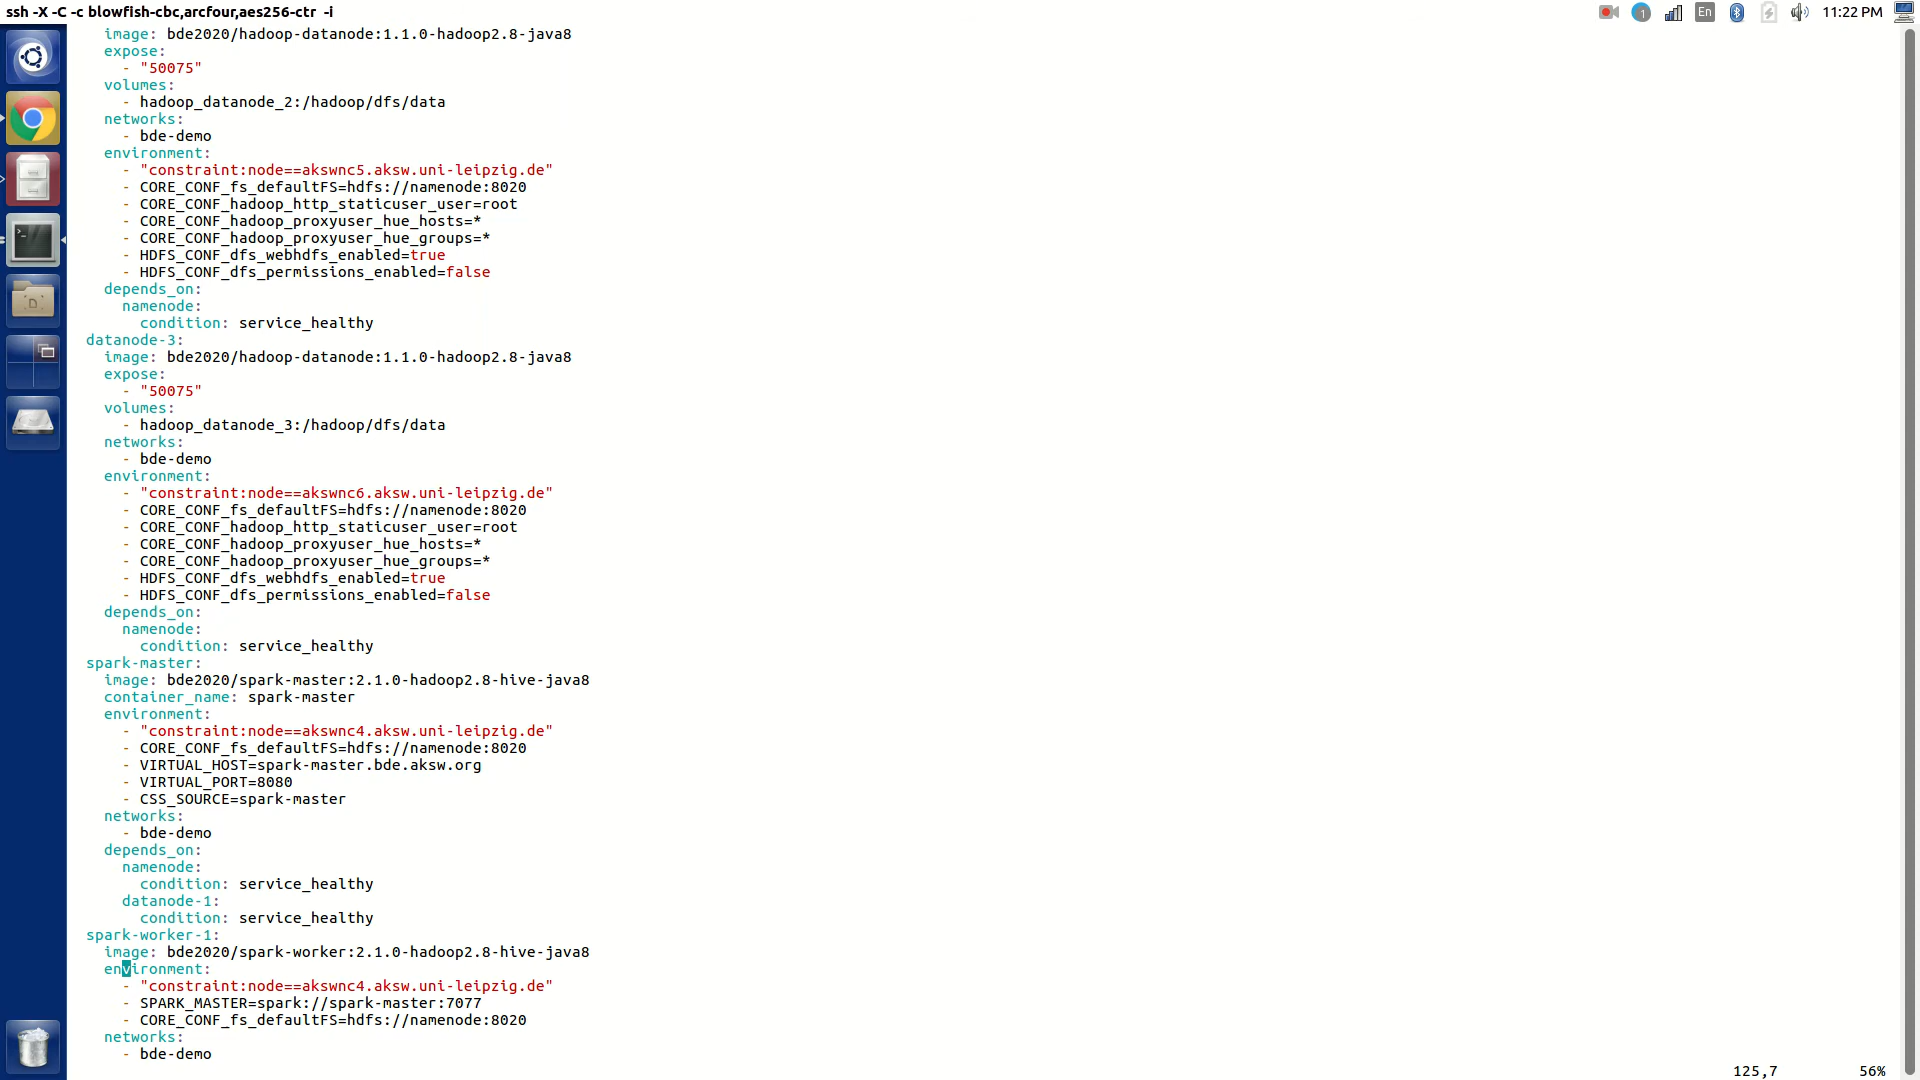 ssh -X -C -c blowfish-cbc,arcfour,aes256-ctr -i
1
En
11:22 PM
image: bde2020/hadoop-datanode:1.1.0-hadoop2.8-java8
expose:
- "50075"
volumes:
- hadoop_datanode_2:/hadoop/dfs/data
networks:
- bde-demo
environment:
- "constraint:node==akswnc5.aksw.uni-leipzig.de"
- CORE_CONF_fs_defaultFS=hdfs://namenode:8020
- CORE_CONF_hadoop_http_staticuser_user=root
- CORE_CONF_hadoop_proxyuser_hue_hosts=*
- CORE_CONF_hadoop_proxyuser_hue_groups=*
- HDFS_CONF_dfs_webhdfs_enabled=true
- HDFS_CONF_dfs_permissions_enabled=false
depends_on:
namenode:
condition: service_healthy
datanode-3:
image: bde2020/hadoop-datanode:1.1.0-hadoop2.8-java8
expose:
- "50075"
volumes:
- hadoop_datanode_3:/hadoop/dfs/data
networks:
- bde-demo
environment:
- "constraint:node==akswnc6.aksw.uni-leipzig.de"
- CORE_CONF_fs_defaultFS=hdfs://namenode:8020
- CORE_CONF_hadoop_http_staticuser_user=root
- CORE_CONF_hadoop_proxyuser_hue_hosts=*
- CORE_CONF_hadoop_proxyuser_hue_groups=*
- HDFS_CONF_dfs_webhdfs_enabled=true
- HDFS_CONF_dfs_permissions_enabled=false
depends_on:
namenode:
condition: service_healthy
spark-master:
image: bde2020/spark-master:2.1.0-hadoop2.8-hive-java8
container_name: spark-master
environment:
- "constraint:node==akswnc4.aksw.uni-leipzig.de"
- CORE_CONF_fs_defaultFS=hdfs://namenode:8020
- VIRTUAL_HOST=spark-master.bde.aksw.org
- VIRTUAL_PORT=8080
- CSS_SOURCE=spark-master
networks:
- bde-demo
depends_on:
namenode:
condition: service_healthy
datanode-1:
condition: service_healthy
spark-worker-1:
image: bde2020/spark-worker:2.1.0-hadoop2.8-hive-java8
environment:
- "constraint:node==akswnc4.aksw.uni-leipzig.de"
- SPARK_MASTER=spark://spark-master:7077
- CORE_CONF_fs_defaultFS=hdfs://namenode:8020
networks:
- bde-demo
125,7 56%